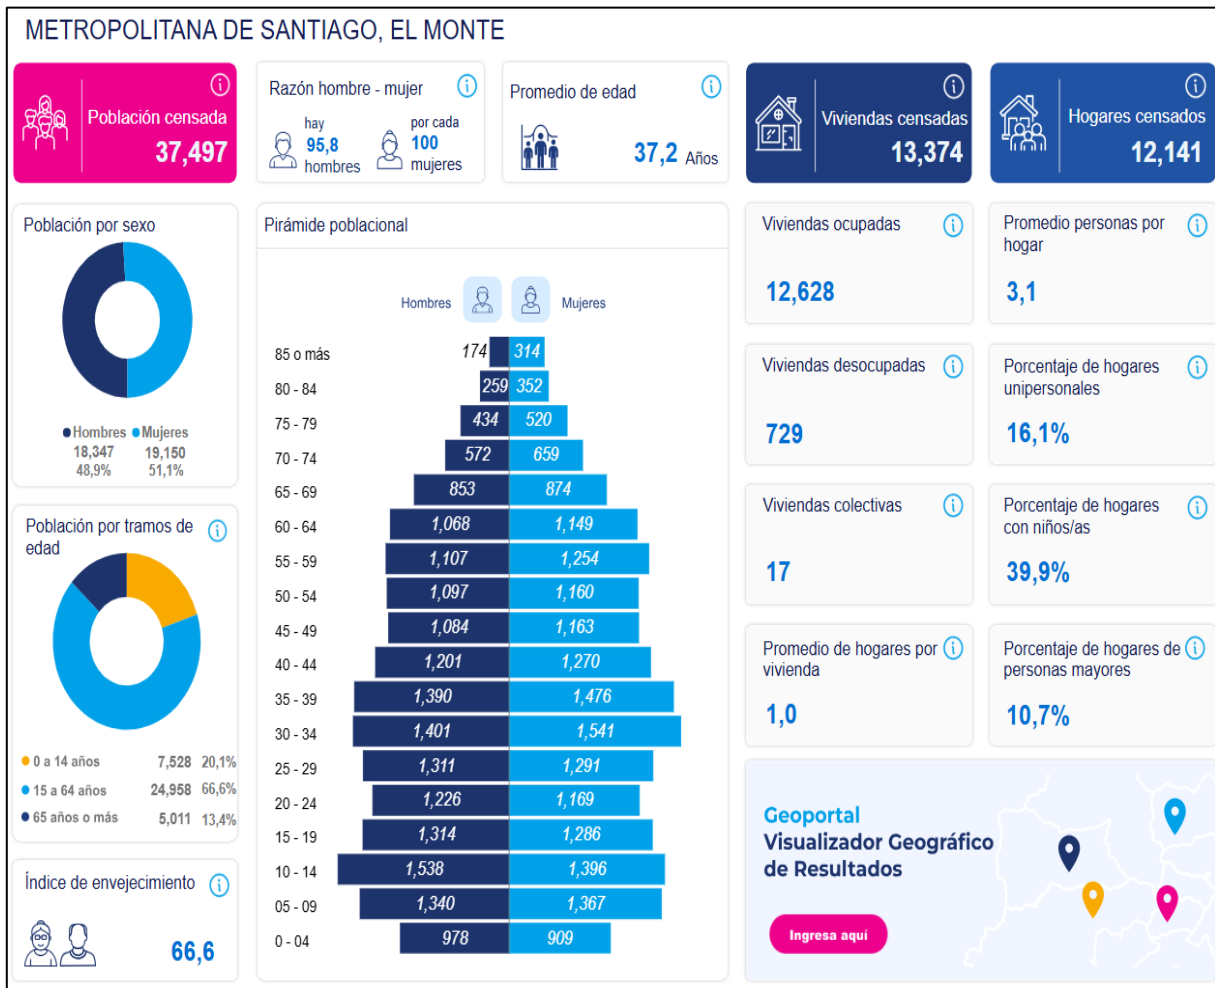 METROPOLITANA DE SANTIAGO, EL MONTE
Población censada
37,497
Razón hombre - mujer
hay
95,8
hombres
por cada
100
mujeres
Promedio de edad
37,2 Años
Viviendas censadas
13,374
Hogares censados
12,141
Población por sexo
Hombres Mujeres
18,347 19,150
48,9% 51,1%
Población por tramos de
edad
0 a 14 años 7,528 20,1%
15 a 64 años 24,958 66,6%
65 años o más 5,011 13,4%
Índice de envejecimiento
66,6
Pirámide poblacional
Hombres Mujeres
85 o más 174 314
80 - 84 259 352
75 - 79 434 520
70 - 74 572 659
65 - 69 853 874
60 - 64 1,068 1,149
55 - 59 1,107 1,254
50 - 54 1,097 1,160
45 - 49 1,084 1,163
40 - 44 1,201 1,270
35 - 39 1,390 1,476
30 - 34 1,401 1,541
25 - 29 1,311 1,291
20 - 24 1,226 1,169
15 - 19 1,314 1,286
10 - 14 1,538 1,396
05 - 09 1,340 1,367
0 - 04 978 909
Viviendas ocupadas
12,628
Promedio personas por
hogar
3,1
Viviendas desocupadas
729
Porcentaje de hogares
unipersonales
16,1%
Viviendas colectivas
17
Porcentaje de hogares
con niños/as
39,9%
Promedio de hogares por
vivienda
1,0
Porcentaje de hogares de
personas mayores
10,7%
Geoportal
Visualizador Geográfico
de Resultados
Ingresa aquí